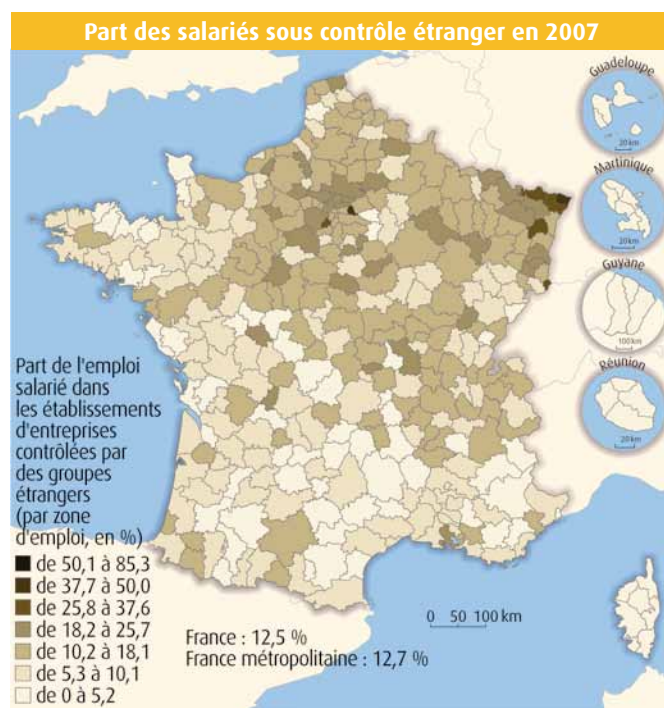 Part des salariés sous contrôle étranger en 2007
Guadeloupe
20 km
Martinique
20 km
Guyane
100 km
Réunion
20 km
Part de l'emploi
salarié dans
les établissements
d'entreprises
contrôlées par
des groupes
étrangers
(par zone
d'emploi, en %)
de 50,1 à 85,3
de 37,7 à 50,0
de 25,8 à 37,6
de 18,2 à 25,7
de 10,2 à 18,1
de 5,3 à 10,1
de 0 à 5,2
0 50 100 km
France : 12,5 %
France métropolitaine : 12,7 %